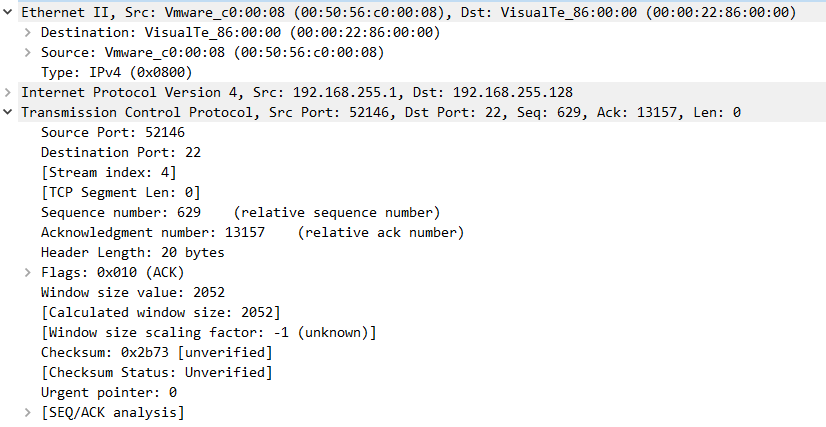 Ethernet II, Src: Vmware_c0:00:08 (00:50:56:c0:00:08), Dst: VisualTe_86:00:00 (00:00:22:86:00:00)
Destination: VisualTe_86:00:00 (00:00:22:86:00:00)
Source: Vmware_c0:00:08 (00:50:56:c0:00:08)
Type: IPv4 (0x0800)
Internet Protocol Version 4, Src: 192.168.255.1, Dst: 192.168.255.128
Transmission Control Protocol, Src Port: 52146, Dst Port: 22, Seq: 629, Ack: 13157, Len: 0
Source Port: 52146
Destination Port: 22
[Stream index: 4]
[TCP Segment Len: 0]
Sequence number: 629    (relative sequence number)
Acknowledgment number: 13157    (relative ack number)
Header Length: 20 bytes
Flags: 0x010 (ACK)
Window size value: 2052
[Calculated window size: 2052]
[Window size scaling factor: -1 (unknown)]
Checksum: 0x2b73 [unverified]
[Checksum Status: Unverified]
Urgent pointer: 0
[SEQ/ACK analysis]